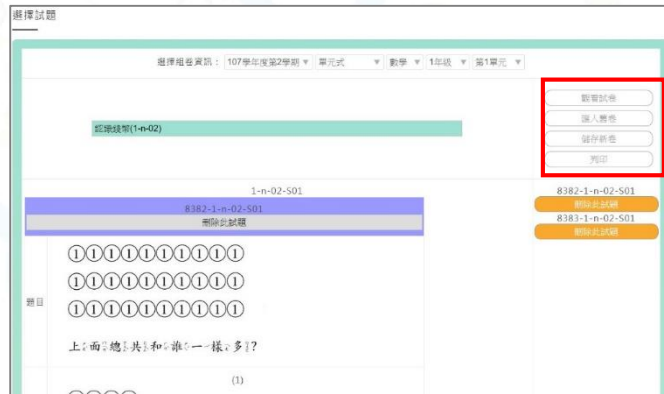 選擇試題
選擇組卷資訊： 107學年度第2學期 ▼ 單元式 ▼ 數學 ▼ 1年級 ▼ 第1單元 ▼
觀看試卷
匯入舊卷
儲存新卷
列印
認識錢幣(1-n-02)
1-n-02-S01
8382-1-n-02-S01
刪除此試題
8382-1-n-02-S01
刪除此試題
8383-1-n-02-S01
刪除此試題
題目
①①①①①①①①①①
①①①①①①①①①①
①①①①①①①①①①
上面總共和誰一樣多?
(1)